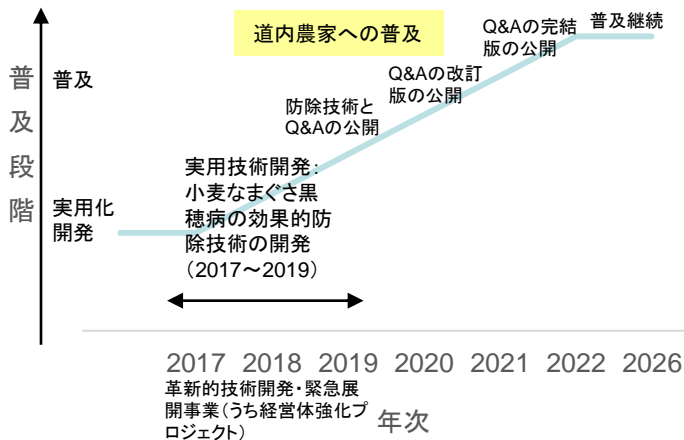 道内農家への普及
Q&Aの完結
版の公開
普及継続
Q&Aの改訂
版の公開
防除技術と
Q&Aの公開
普及段階
普及
実用化
開発
実用技術開発:
小麦なまぐさ黒
穂病の効果的防
除技術の開発
(2017～2019)
2017 2018 2019 2020 2021 2022 2026
革新的技術開発・緊急展
開事業(うち経営体強化プ
ロジェクト)
年次